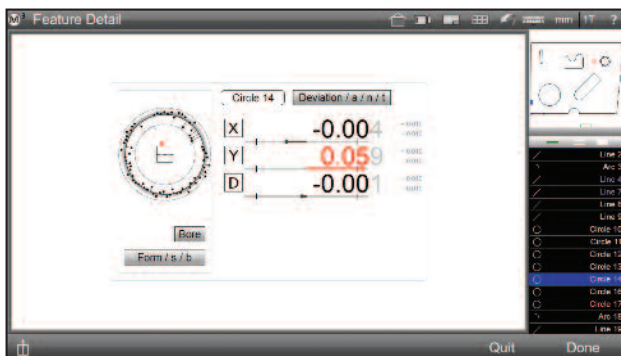 M³ Feature Detail
mm 1T ?
Circle 14 Deviation / a / n / t
X -0.004
Y 0.059
D -0.001
Bore
Form / s / b
Line 2
Arc 3
Line 4
Line 7
Line 8
Line 9
Circle 10
Circle 11
Circle 12
Circle 13
Circle 14
Circle 16
Circle 17
Arc 18
Line 19
Quit Done